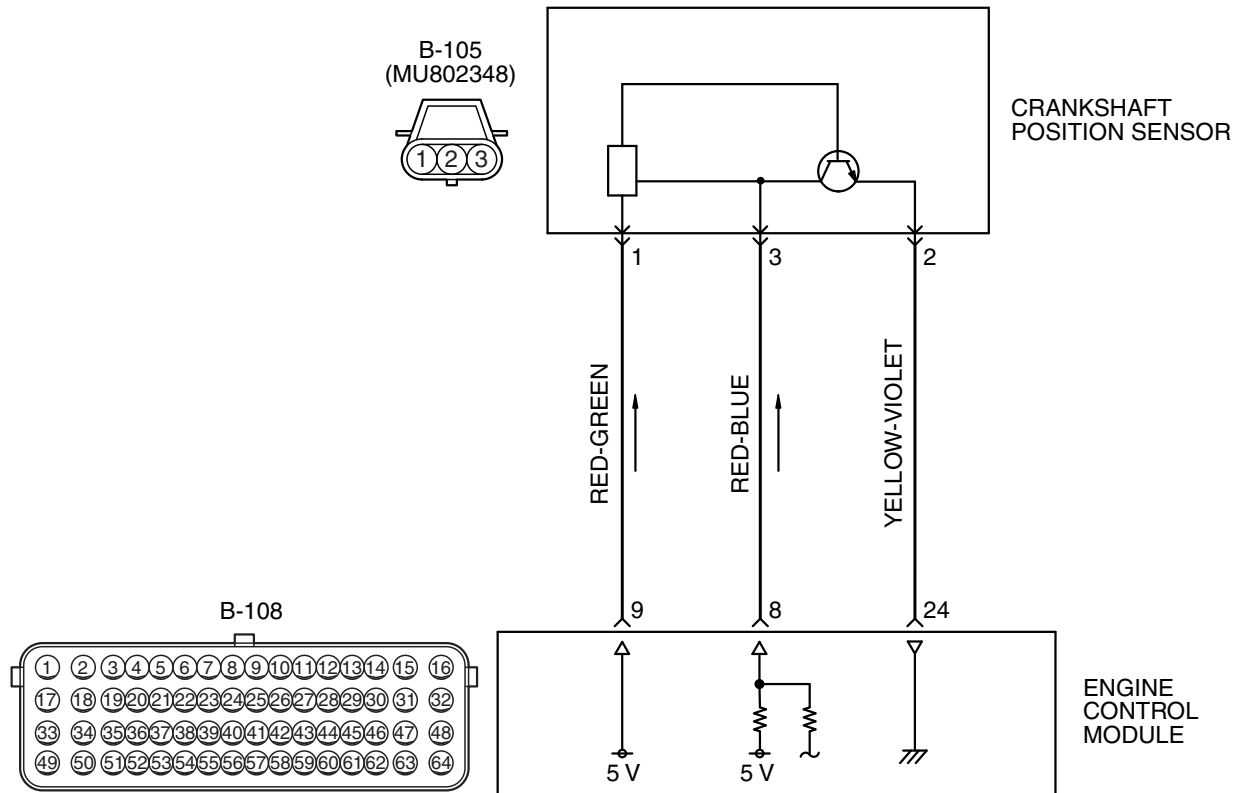 B-105
(MU802348)
1 2 3
CRANKSHAFT
POSITION SENSOR
1 3 2
RED-GREEN
RED-BLUE
YELLOW-VIOLET
9 8 24
B-108
1 2 3 4 5 6 7 8 9 10 11 12 13 14 15 16
17 18 19 20 21 22 23 24 25 26 27 28 29 30 31 32
33 34 35 36 37 38 39 40 41 42 43 44 45 46 47 48
49 50 51 52 53 54 55 56 57 58 59 60 61 62 63 64
5 V 5 V
ENGINE
CONTROL
MODULE